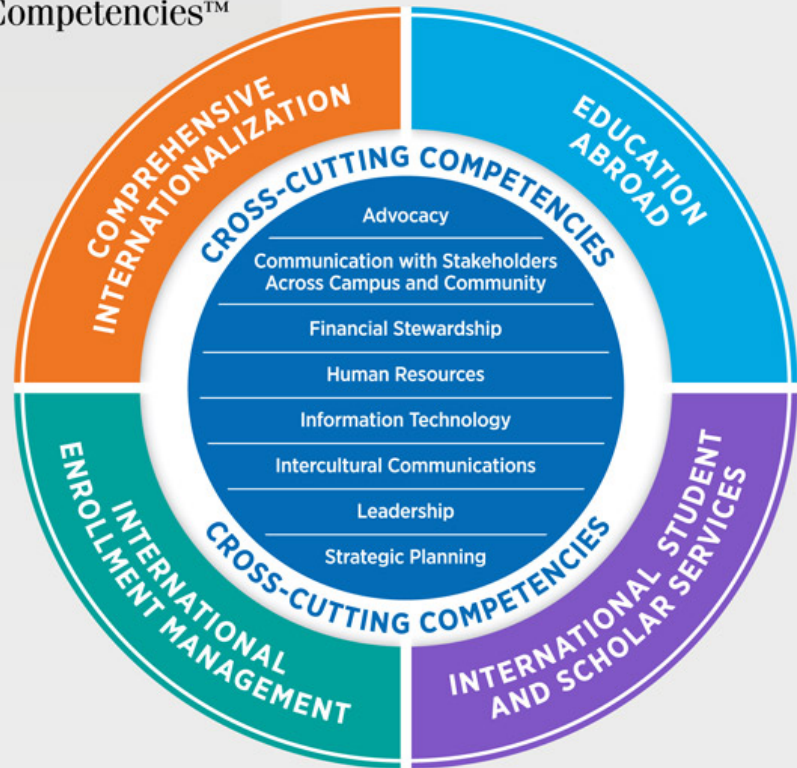 Competencies™
COMPREHENSIVE
INTERNATIONALIZATION
EDUCATION
ABROAD
CROSS-CUTTING COMPETENCIES
Advocacy
Communication with Stakeholders
Across Campus and Community
Financial Stewardship
Human Resources
Information Technology
Intercultural Communications
Leadership
Strategic Planning
CROSS-CUTTING COMPETENCIES
INTERNATIONAL
ENROLLMENT MANAGEMENT
INTERNATIONAL STUDENT
AND SCHOLAR SERVICES